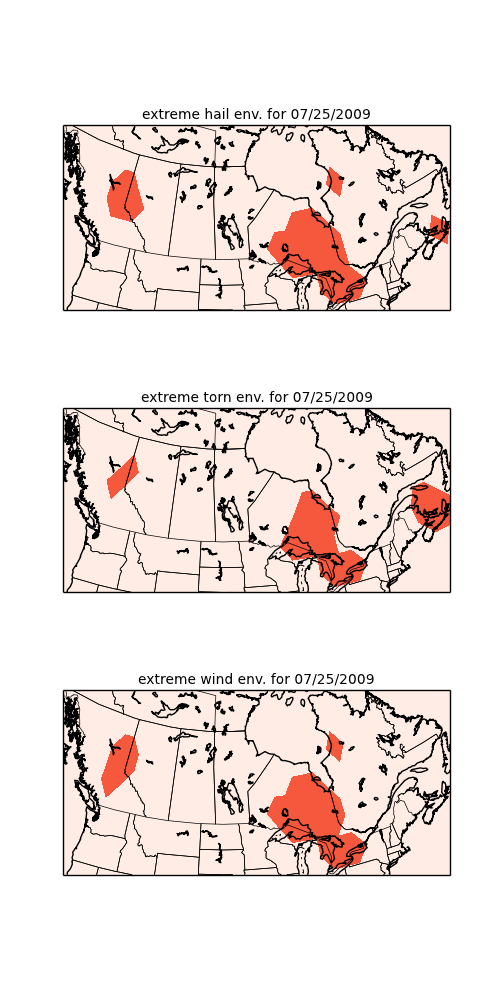 extreme hail env. for 07/25/2009
extreme torn env. for 07/25/2009
extreme wind env. for 07/25/2009